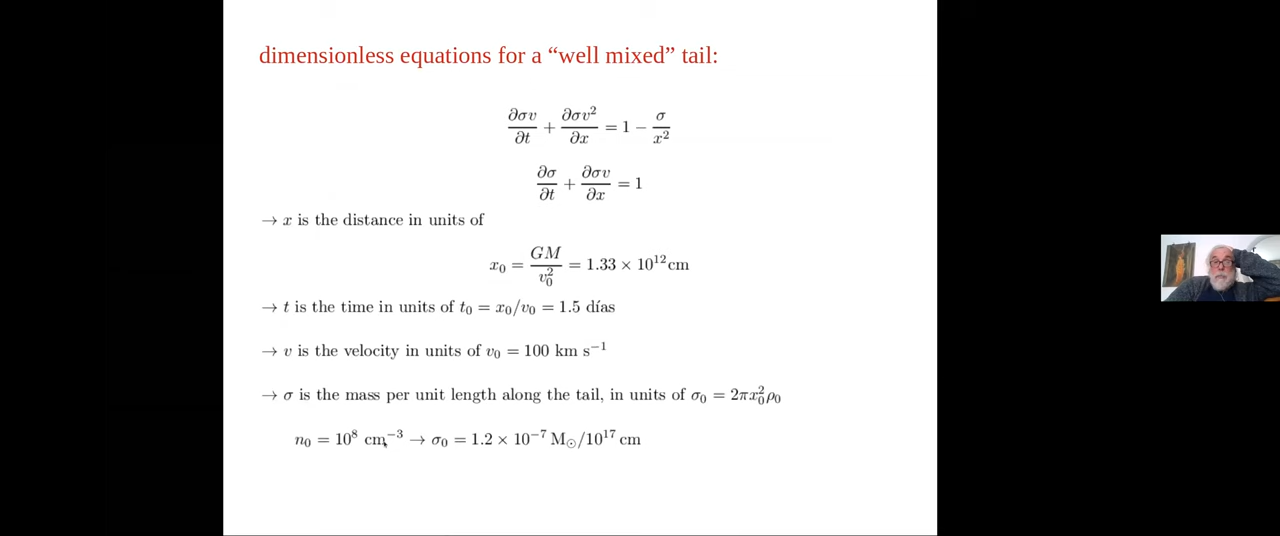 dimensionless equations for a “well mixed” tail:
∂σv/∂t + ∂σv²/∂x = 1 − σ/x²
∂σ/∂t + ∂σv/∂x = 1
→ x is the distance in units of
x₀ = GM/v₀² = 1.33 × 10¹²cm
→ t is the time in units of t₀ = x₀/v₀ = 1.5 días
→ v is the velocity in units of v₀ = 100 km s⁻¹
→ σ is the mass per unit length along the tail, in units of σ₀ = 2πx₀²ρ₀
n₀ = 10⁸ cm⁻³ → σ₀ = 1.2 × 10⁻⁷ M☉/10¹⁷ cm